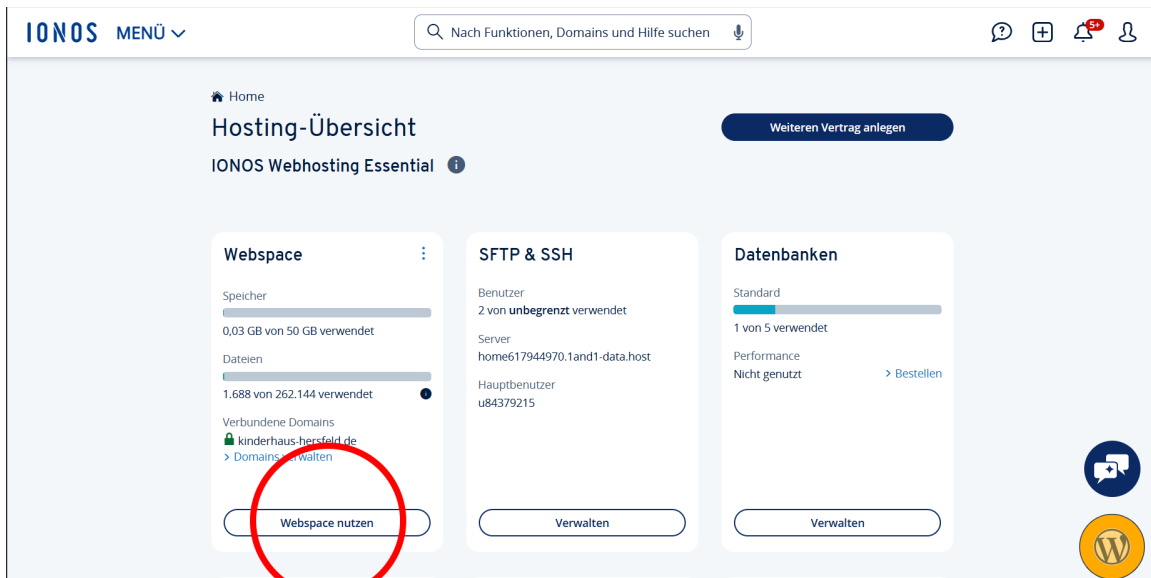 IONOS MENÜ
Nach Funktionen, Domains und Hilfe suchen
5+
Home
Hosting-Übersicht
Weiteren Vertrag anlegen
IONOS Webhosting Essential
Webspace
Speicher
0,03 GB von 50 GB verwendet
Dateien
1.688 von 262.144 verwendet
Verbundene Domains
kinderhaus-hersfeld.de
> Domains verwalten
Webspace nutzen
SFTP & SSH
Benutzer
2 von unbegrenzt verwendet
Server
home617944970.1and1-data.host
Hauptbenutzer
u84379215
Verwalten
Datenbanken
Standard
1 von 5 verwendet
Performance
Nicht genutzt > Bestellen
Verwalten